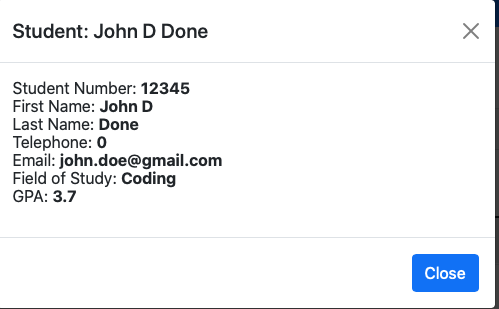 Student: John D Done
Student Number: 12345
First Name: John D
Last Name: Done
Telephone: 0
Email: john.doe@gmail.com
Field of Study: Coding
GPA: 3.7
Close